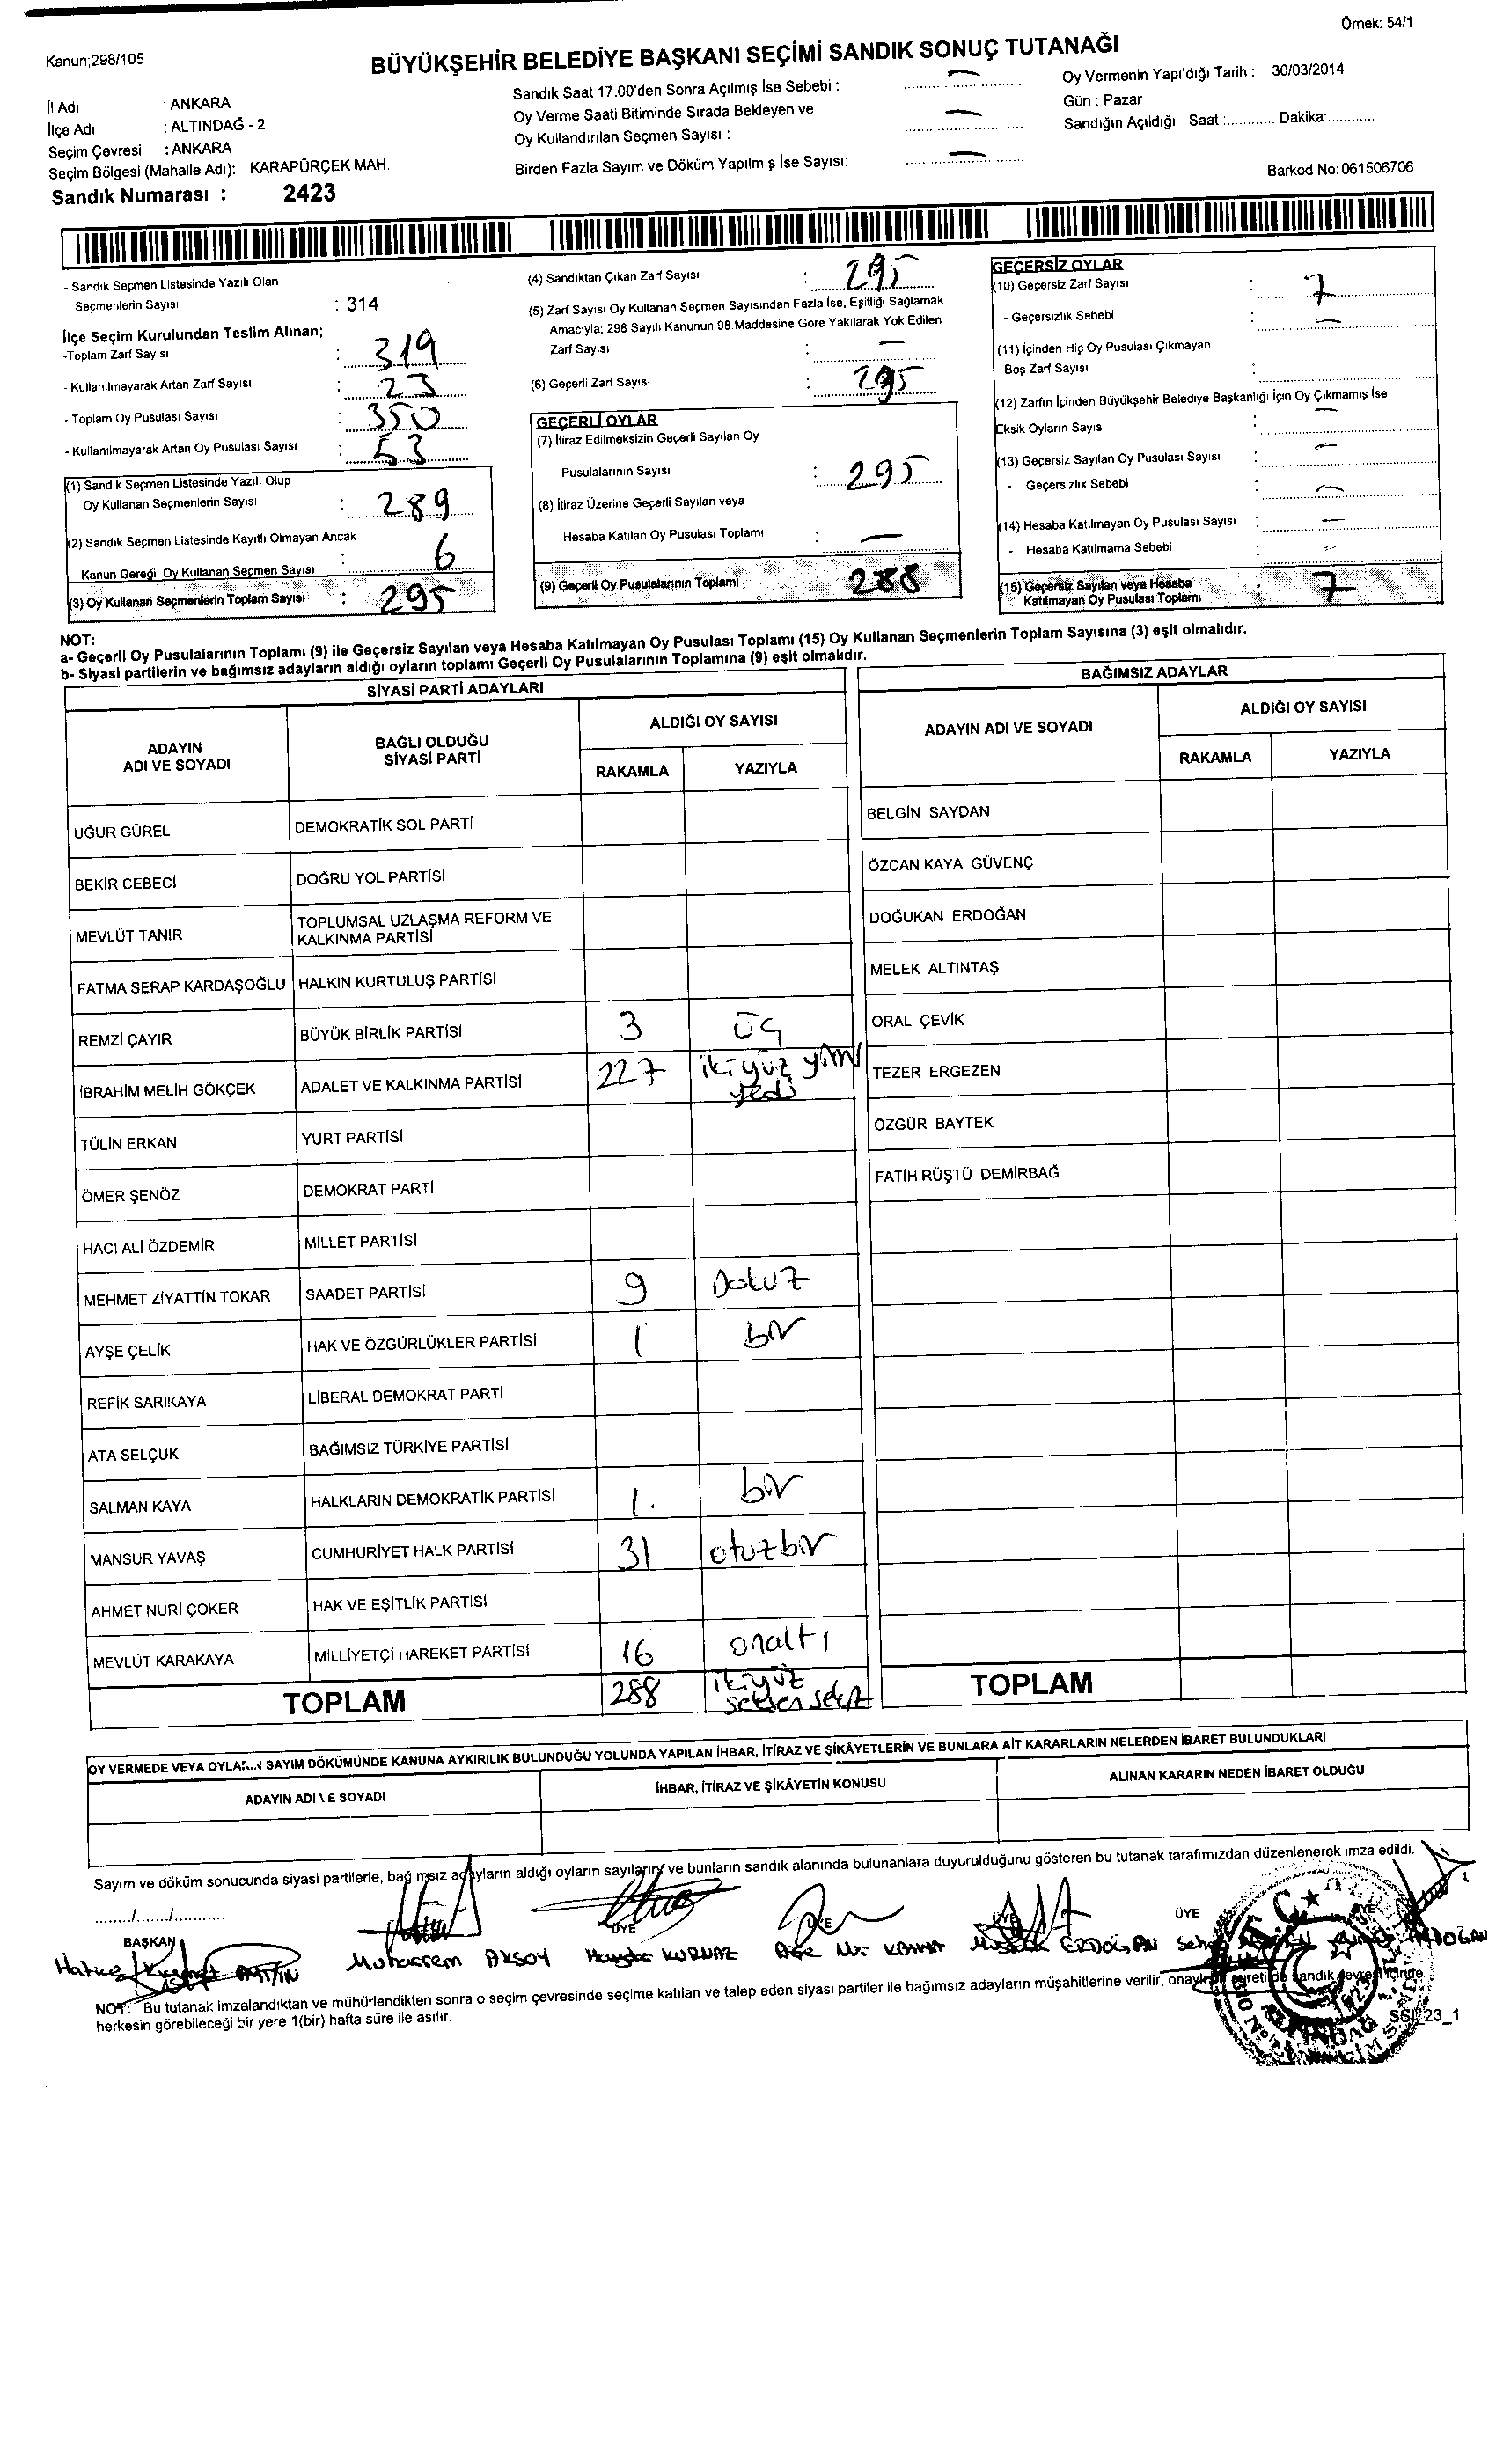 Örnek: 54/1
Kanun;298/105
BÜYÜKŞEHİR BELEDİYE BAŞKANI SEÇİMİ SANDIK SONUÇ TUTANAĞI
İl Adı : ANKARA
İlçe Adı : ALTINDAĞ - 2
Seçim Çevresi : ANKARA
Seçim Bölgesi (Mahalle Adı): KARAPÜRÇEK MAH.
Sandık Numarası : 2423
Sandık Saat 17.00'den Sonra Açılmış İse Sebebi : —
Oy Verme Saati Bitiminde Sırada Bekleyen ve
Oy Kullandırılan Seçmen Sayısı : —
Birden Fazla Sayım ve Döküm Yapılmış İse Sayısı: —
Oy Vermenin Yapıldığı Tarih : 30/03/2014
Gün : Pazar
Sandığın Açıldığı Saat :............ Dakika:............
Barkod No: 061506706
- Sandık Seçmen Listesinde Yazılı Olan
Seçmenlerin Sayısı : 314
İlçe Seçim Kurulundan Teslim Alınan;
-Toplam Zarf Sayısı : 319
- Kullanılmayarak Artan Zarf Sayısı : 23
- Toplam Oy Pusulası Sayısı : 350
- Kullanılmayarak Artan Oy Pusulası Sayısı : 53
(1) Sandık Seçmen Listesinde Yazılı Olup
Oy Kullanan Seçmenlerin Sayısı : 289
(2) Sandık Seçmen Listesinde Kayıtlı Olmayan Ancak
Kanun Gereği Oy Kullanan Seçmen Sayısı : 6
(3) Oy Kullanan Seçmenlerin Toplam Sayısı : 295
(4) Sandıktan Çıkan Zarf Sayısı : 295
(5) Zarf Sayısı Oy Kullanan Seçmen Sayısından Fazla İse, Eşitliği Sağlamak
Amacıyla; 298 Sayılı Kanunun 98.Maddesine Göre Yakılarak Yok Edilen
Zarf Sayısı : —
(6) Geçerli Zarf Sayısı : 295
GEÇERLİ OYLAR
(7) İtiraz Edilmeksizin Geçerli Sayılan Oy
Pusulalarının Sayısı : 295
(8) İtiraz Üzerine Geçerli Sayılan veya
Hesaba Katılan Oy Pusulası Toplamı : —
(9) Geçerli Oy Pusulalarının Toplamı : 288
GEÇERSİZ OYLAR
(10) Geçersiz Zarf Sayısı : 7
- Geçersizlik Sebebi : —
(11) İçinden Hiç Oy Pusulası Çıkmayan
Boş Zarf Sayısı :
(12) Zarfın İçinden Büyükşehir Belediye Başkanlığı İçin Oy Çıkmamış İse
Eksik Oyların Sayısı : —
(13) Geçersiz Sayılan Oy Pusulası Sayısı : —
- Geçersizlik Sebebi : —
(14) Hesaba Katılmayan Oy Pusulası Sayısı : —
- Hesaba Katılmama Sebebi : —
(15) Geçersiz Sayılan veya Hesaba
Katılmayan Oy Pusulası Toplamı : 7
NOT:
a- Geçerli Oy Pusulalarının Toplamı (9) ile Geçersiz Sayılan veya Hesaba Katılmayan Oy Pusulası Toplamı (15) Oy Kullanan Seçmenlerin Toplam Sayısına (3) eşit olmalıdır.
b- Siyasi partilerin ve bağımsız adayların aldığı oyların toplamı Geçerli Oy Pusulalarının Toplamına (9) eşit olmalıdır.
SİYASİ PARTİ ADAYLARI
ADAYIN ADI VE SOYADI
BAĞLI OLDUĞU SİYASİ PARTİ
ALDIĞI OY SAYISI
RAKAMLA YAZIYLA
UĞUR GÜREL DEMOKRATİK SOL PARTİ
BEKİR CEBECİ DOĞRU YOL PARTİSİ
MEVLÜT TANIR TOPLUMSAL UZLAŞMA REFORM VE
KALKINMA PARTİSİ
FATMA SERAP KARDAŞOĞLU HALKIN KURTULUŞ PARTİSİ
REMZİ ÇAYIR BÜYÜK BİRLİK PARTİSİ 3 üç
İBRAHİM MELİH GÖKÇEK ADALET VE KALKINMA PARTİSİ 227 ikiyüz yirmi
yedi
TÜLİN ERKAN YURT PARTİSİ
ÖMER ŞENÖZ DEMOKRAT PARTİ
HACI ALİ ÖZDEMİR MİLLET PARTİSİ
MEHMET ZİYATTİN TOKAR SAADET PARTİSİ 9 Dokuz
AYŞE ÇELİK HAK VE ÖZGÜRLÜKLER PARTİSİ 1 bir
REFİK SARIKAYA LİBERAL DEMOKRAT PARTİ
ATA SELÇUK BAĞIMSIZ TÜRKİYE PARTİSİ
SALMAN KAYA HALKLARIN DEMOKRATİK PARTİSİ 1. bir
MANSUR YAVAŞ CUMHURİYET HALK PARTİSİ 31 otuzbir
AHMET NURİ ÇOKER HAK VE EŞİTLİK PARTİSİ
MEVLÜT KARAKAYA MİLLİYETÇİ HAREKET PARTİSİ 16 onaltı
TOPLAM 288 ikiyüz
seksen sekiz
BAĞIMSIZ ADAYLAR
ADAYIN ADI VE SOYADI
ALDIĞI OY SAYISI
RAKAMLA YAZIYLA
BELGİN SAYDAN
ÖZCAN KAYA GÜVENÇ
DOĞUKAN ERDOĞAN
MELEK ALTINTAŞ
ORAL ÇEVİK
TEZER ERGEZEN
ÖZGÜR BAYTEK
FATİH RÜŞTÜ DEMİRBAĞ
TOPLAM
OY VERMEDE VEYA SAYIM DÖKÜMÜNDE KANUNA AYKIRILIK BULUNDUĞU YOLUNDA YAPILAN İHBAR, İTİRAZ VE ŞİKÂYETLERİN VE BUNLARA AİT KARARLARIN NELERDEN İBARET BULUNDUKLARI
ADAYIN ADI VE SOYADI
İHBAR, İTİRAZ VE ŞİKÂYETİN KONUSU
ALINAN KARARIN NEDEN İBARET OLDUĞU
Sayım ve döküm sonucunda siyasi partilerle, bağımsız adayların aldığı oyların sayılarını ve bunların sandık alanında bulunanlara duyurulduğunu gösteren bu tutanak tarafımızdan düzenlenerek imza edildi.
......../......../............
BAŞKAN ÜYE ÜYE ÜYE ÜYE
Muharrem AKSOY KURNAZ ERDOĞAN
NOT: Bu tutanak imzalandıktan ve mühürlendikten sonra o seçim çevresinde seçime katılan ve talep eden siyasi partiler ile bağımsız adayların müşahitlerine verilir, sandık çevresi içinde
herkesin görebileceği bir yere 1(bir) hafta süre ile asılır.
23_1